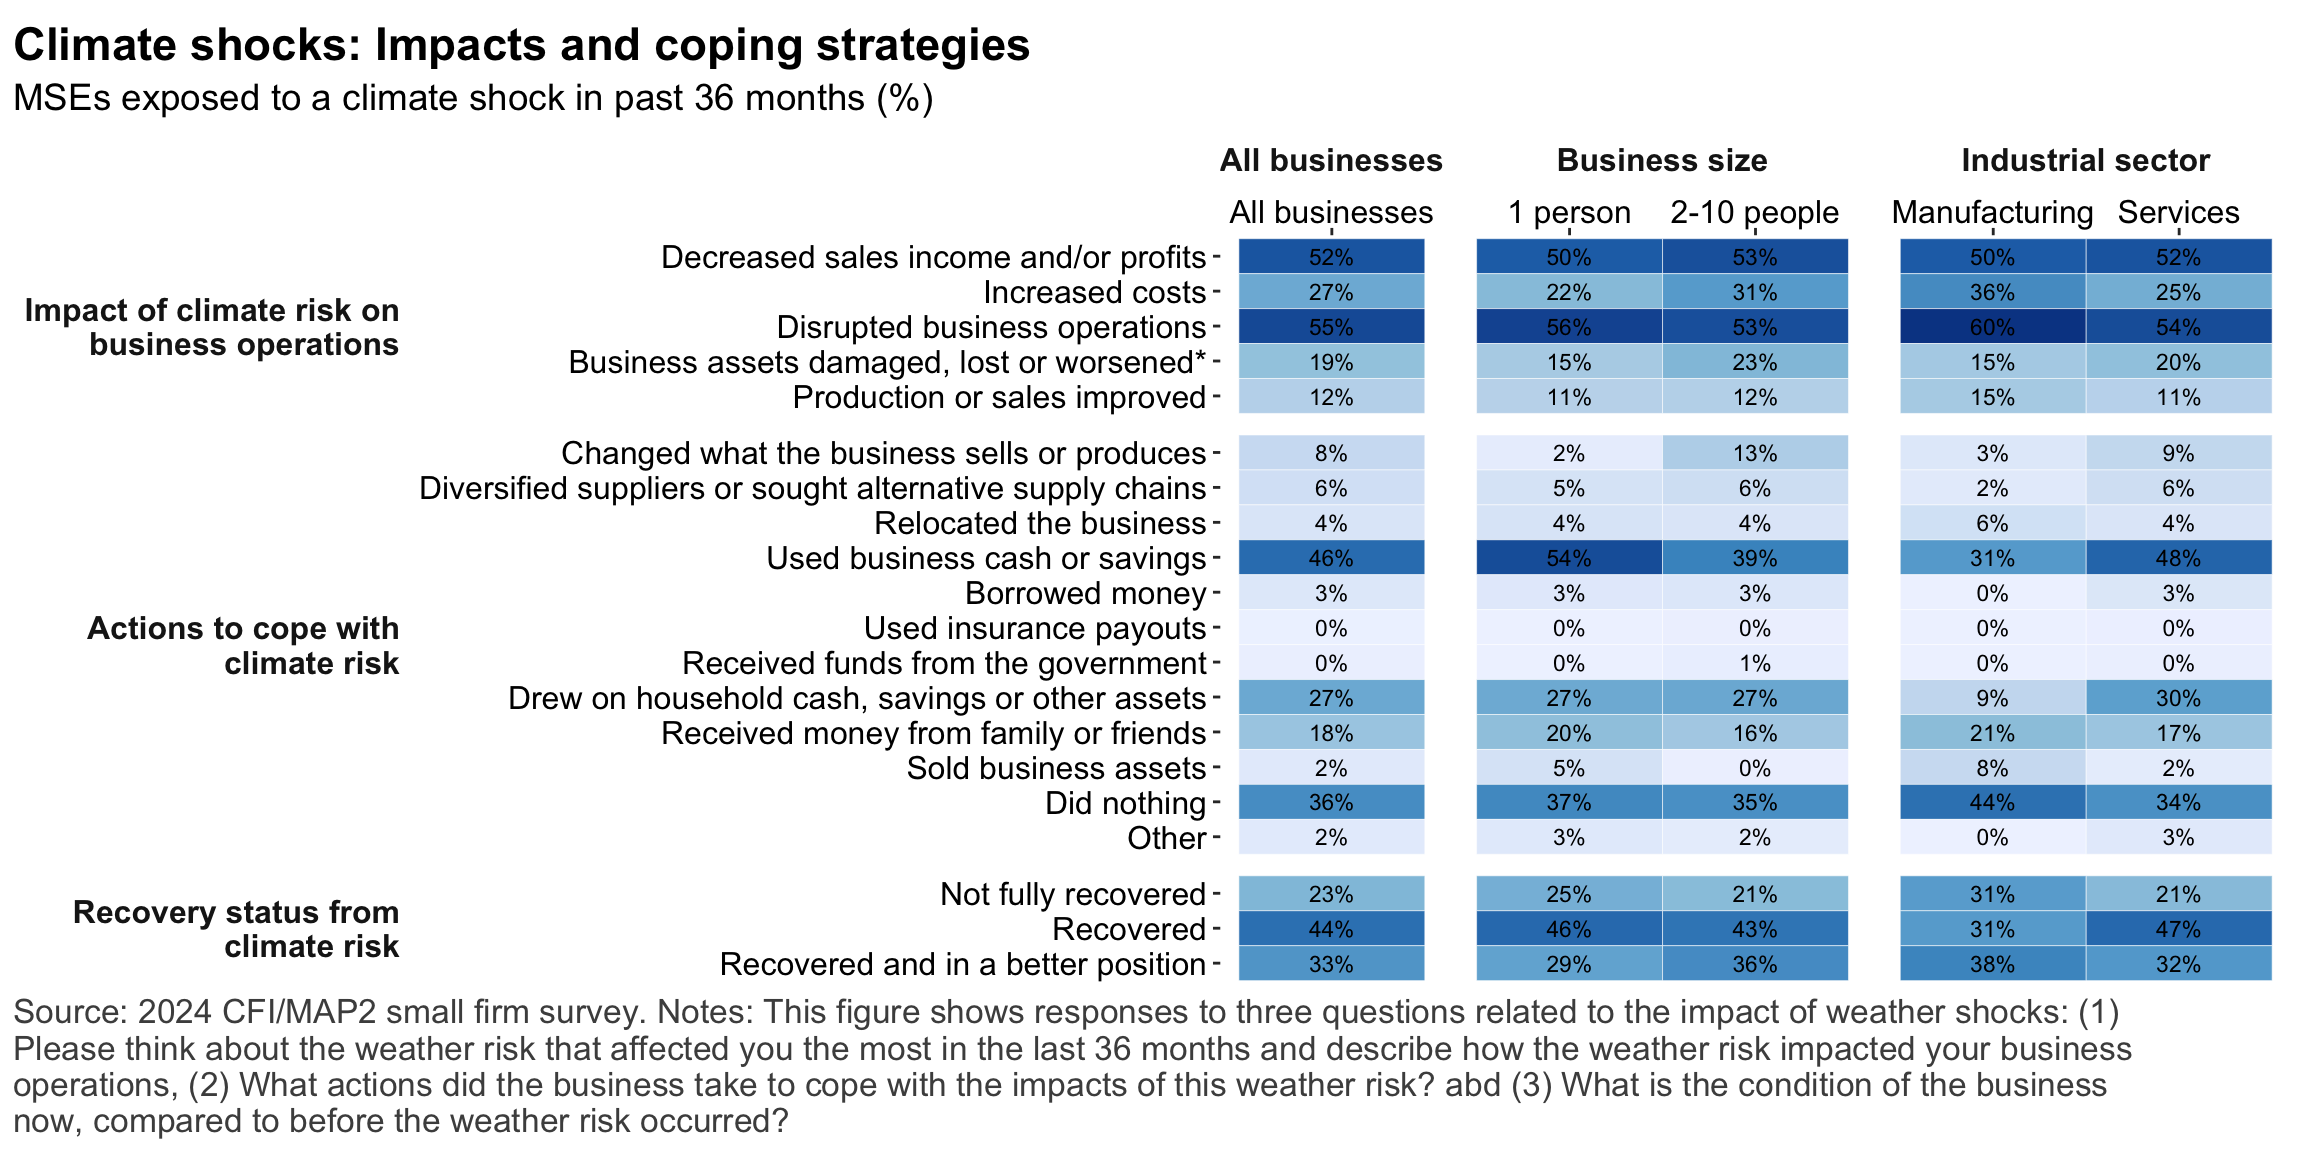 Climate shocks: Impacts and coping strategies
MSEs exposed to a climate shock in past 36 months (%)
All businesses Business size Industrial sector
All businesses 1 person 2-10 people Manufacturing Services
Impact of climate risk on
business operations
Decreased sales income and/or profits 52% 50% 53% 50% 52%
Increased costs 27% 22% 31% 36% 25%
Disrupted business operations 55% 56% 53% 60% 54%
Business assets damaged, lost or worsened* 19% 15% 23% 15% 20%
Production or sales improved 12% 11% 12% 15% 11%
Actions to cope with
climate risk
Changed what the business sells or produces 8% 2% 13% 3% 9%
Diversified suppliers or sought alternative supply chains 6% 5% 6% 2% 6%
Relocated the business 4% 4% 4% 6% 4%
Used business cash or savings 46% 54% 39% 31% 48%
Borrowed money 3% 3% 3% 0% 3%
Used insurance payouts 0% 0% 0% 0% 0%
Received funds from the government 0% 0% 1% 0% 0%
Drew on household cash, savings or other assets 27% 27% 27% 9% 30%
Received money from family or friends 18% 20% 16% 21% 17%
Sold business assets 2% 5% 0% 8% 2%
Did nothing 36% 37% 35% 44% 34%
Other 2% 3% 2% 0% 3%
Recovery status from
climate risk
Not fully recovered 23% 25% 21% 31% 21%
Recovered 44% 46% 43% 31% 47%
Recovered and in a better position 33% 29% 36% 38% 32%
Source: 2024 CFI/MAP2 small firm survey. Notes: This figure shows responses to three questions related to the impact of weather shocks: (1)
Please think about the weather risk that affected you the most in the last 36 months and describe how the weather risk impacted your business
operations, (2) What actions did the business take to cope with the impacts of this weather risk? abd (3) What is the condition of the business
now, compared to before the weather risk occurred?